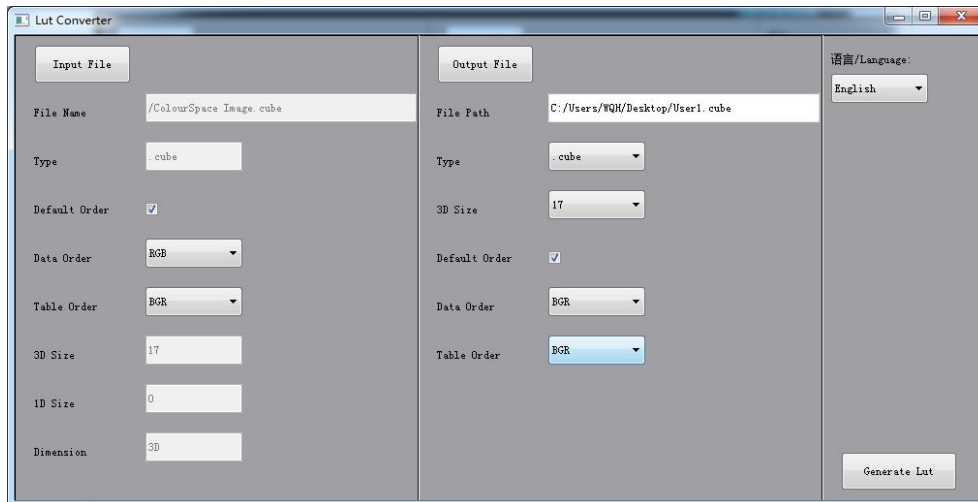 Lut Converter
Input File
File Name
/ColourSpace Image.cube
Type
.cube
Default Order
Data Order
RGB
Table Order
BGR
3D Size
17
1D Size
0
Dimension
3D
Output File
File Path
C:/Users/WQH/Desktop/User1.cube
Type
.cube
3D Size
17
Default Order
Data Order
BGR
Table Order
BGR
语言/Language:
English
Generate Lut